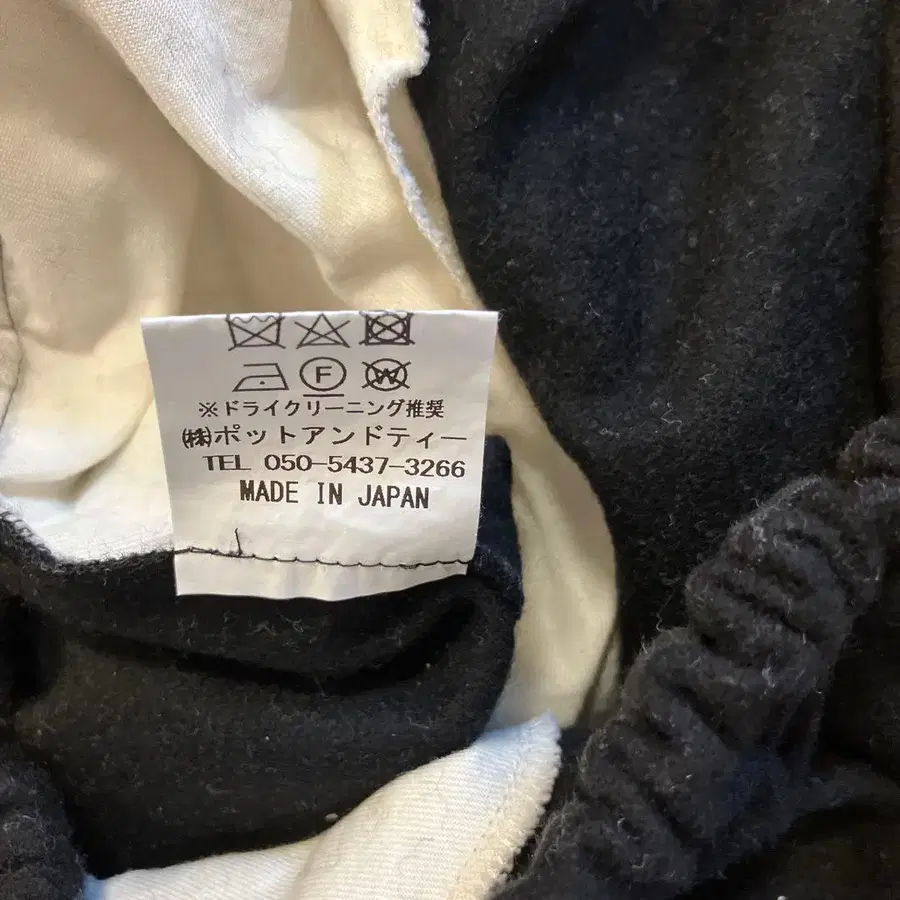 F W
※ドライクリーニング推奨
㈱ポットアンドティー
TEL 050-5437-3266
MADE IN JAPAN